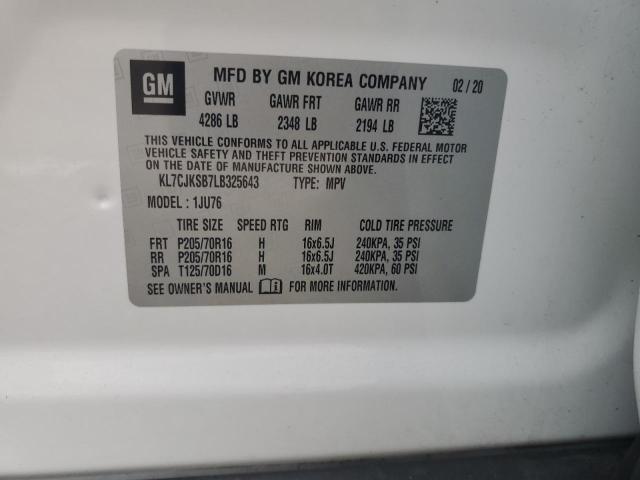 GM MFD BY GM KOREA COMPANY 02/20
GVWR GAWR FRT GAWR RR
4286 LB 2348 LB 2194 LB
THIS VEHICLE CONFORMS TO ALL APPLICABLE U.S. FEDERAL MOTOR
VEHICLE SAFETY AND THEFT PREVENTION STANDARDS IN EFFECT
ON THE DATE OF MANUFACTURE SHOWN ABOVE.
KL7CJKSB7LB325643 TYPE: MPV
MODEL: 1JU76
TIRE SIZE SPEED RTG RIM COLD TIRE PRESSURE
FRT P205/70R16 H 16x6.5J 240KPA, 35 PSI
RR P205/70R16 H 16x6.5J 240KPA, 35 PSI
SPA T125/70D16 M 16x4.0T 420KPA, 60 PSI
SEE OWNER'S MANUAL FOR MORE INFORMATION.